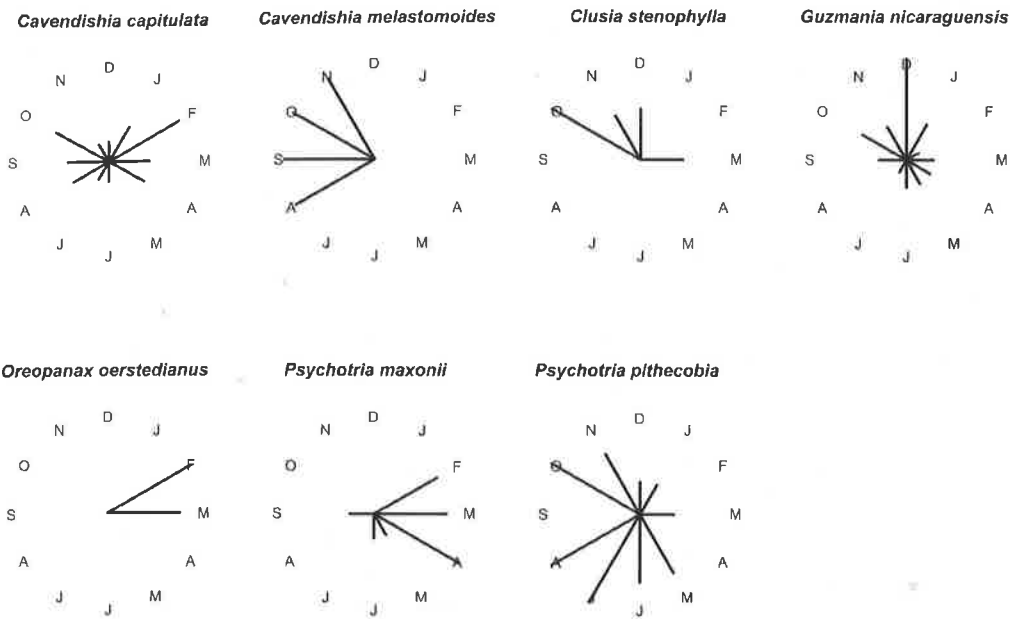 Cavendishia capitulata
D
N J
O F
S M
A A
J M
J
Cavendishia melastomoides
D
N J
O F
S M
A A
J M
J
Clusia stenophylla
D
N J
O F
S M
A A
J M
J
Guzmania nicaraguensis
D
N J
O F
S M
A A
J M
J
Oreopanax oerstedianus
D
N J
O F
S M
A A
J M
J
Psychotria maxonii
D
N J
O F
S M
A A
J M
J
Psychotria pithecobia
D
N J
O F
S M
A A
J M
J